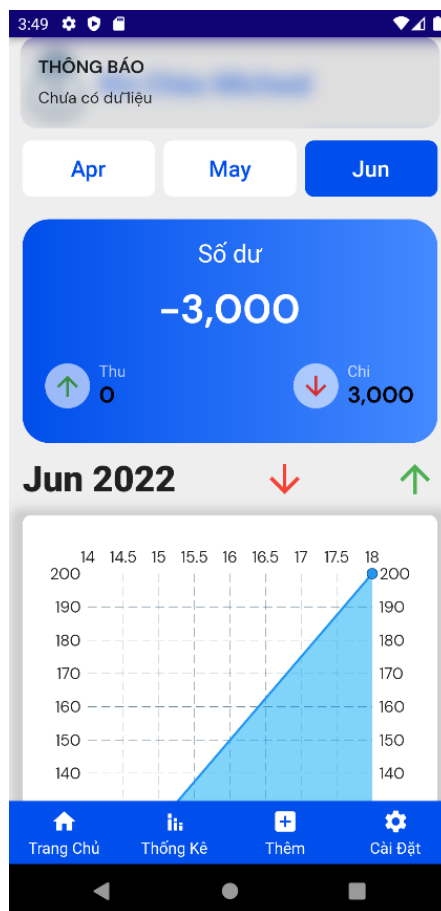 3:49
THÔNG BÁO
Chưa có dữ liệu
Apr May Jun
Số dư
-3,000
Thu
0
Chi
3,000
Jun 2022
14 14.5 15 15.5 16 16.5 17 17.5 18
200 200
190 190
180 180
170 170
160 160
150 150
140 140
Trang Chủ Thống Kê Thêm Cài Đặt